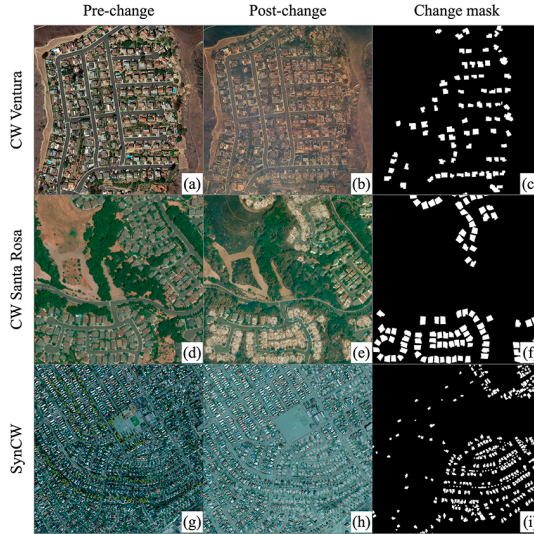 Pre-change Post-change Change mask
CW Ventura
(a) (b) (c)
CW Santa Rosa
(d) (e) (f)
SynCW
(g) (h) (i)